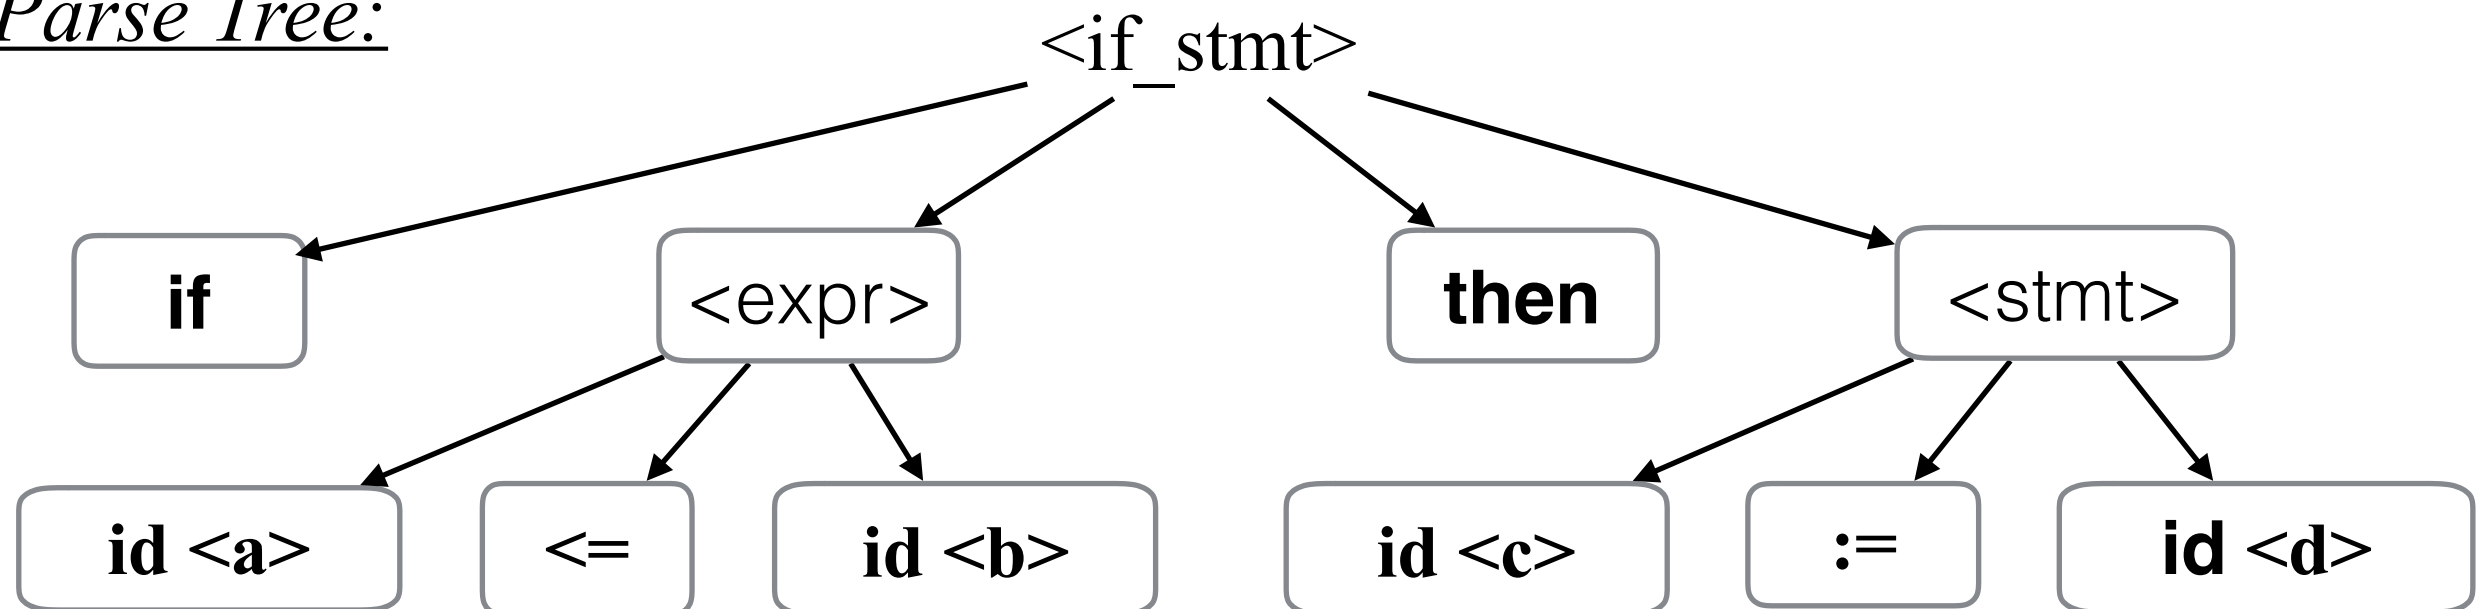 Parse Tree:
<if_stmt>
if <expr> then <stmt>
id <a> <= id <b> id <c> := id <d>